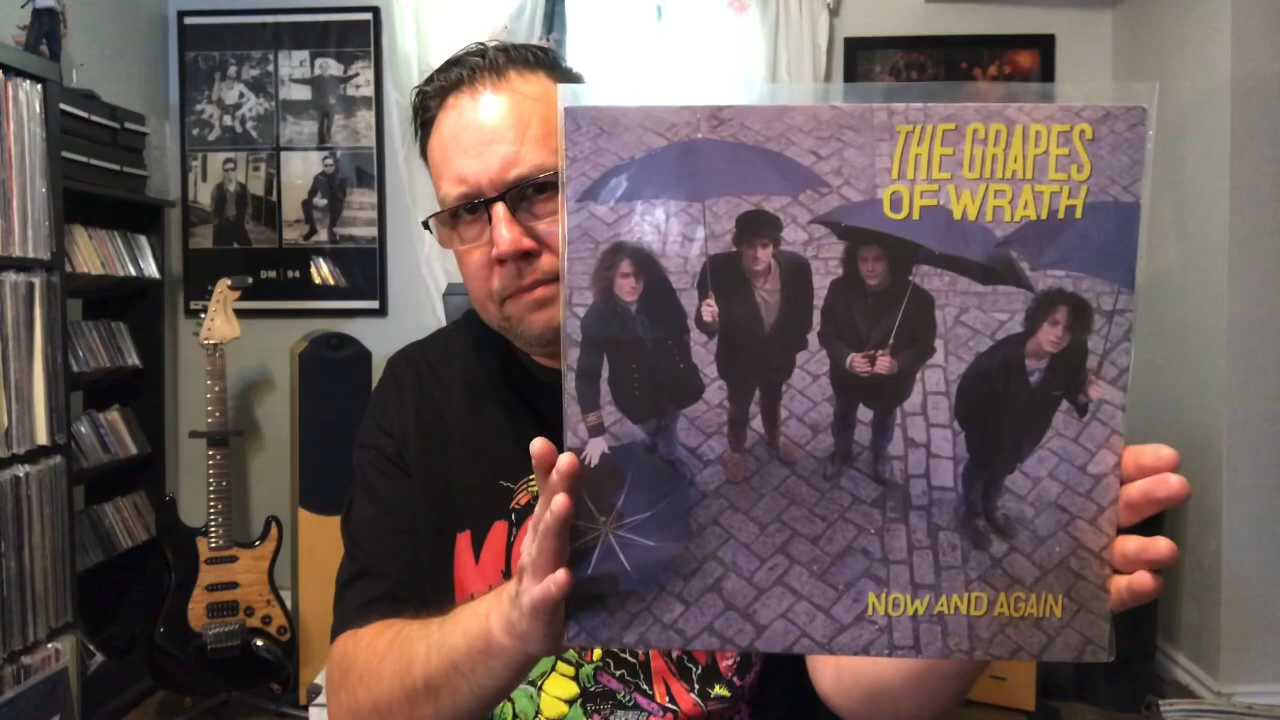 THE GRAPES
OF WRATH
DM | 94
NOW AND AGAIN